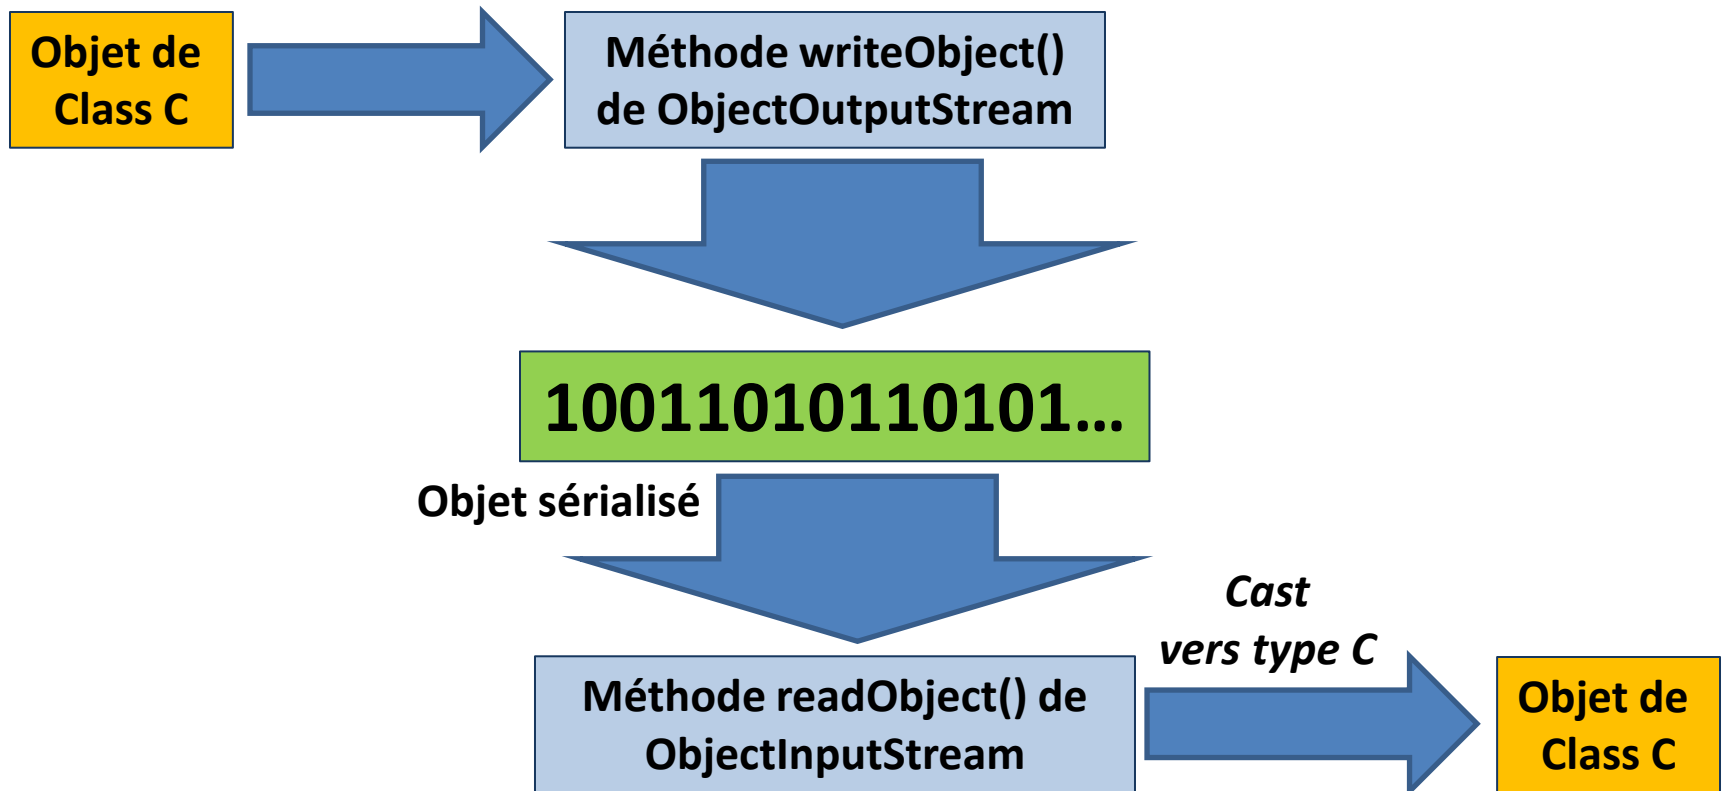 Objet de
Class C
Méthode writeObject()
de ObjectOutputStream
10011010110101...
Objet sérialisé
Cast
vers type C
Méthode readObject() de
ObjectInputStream
Objet de
Class C